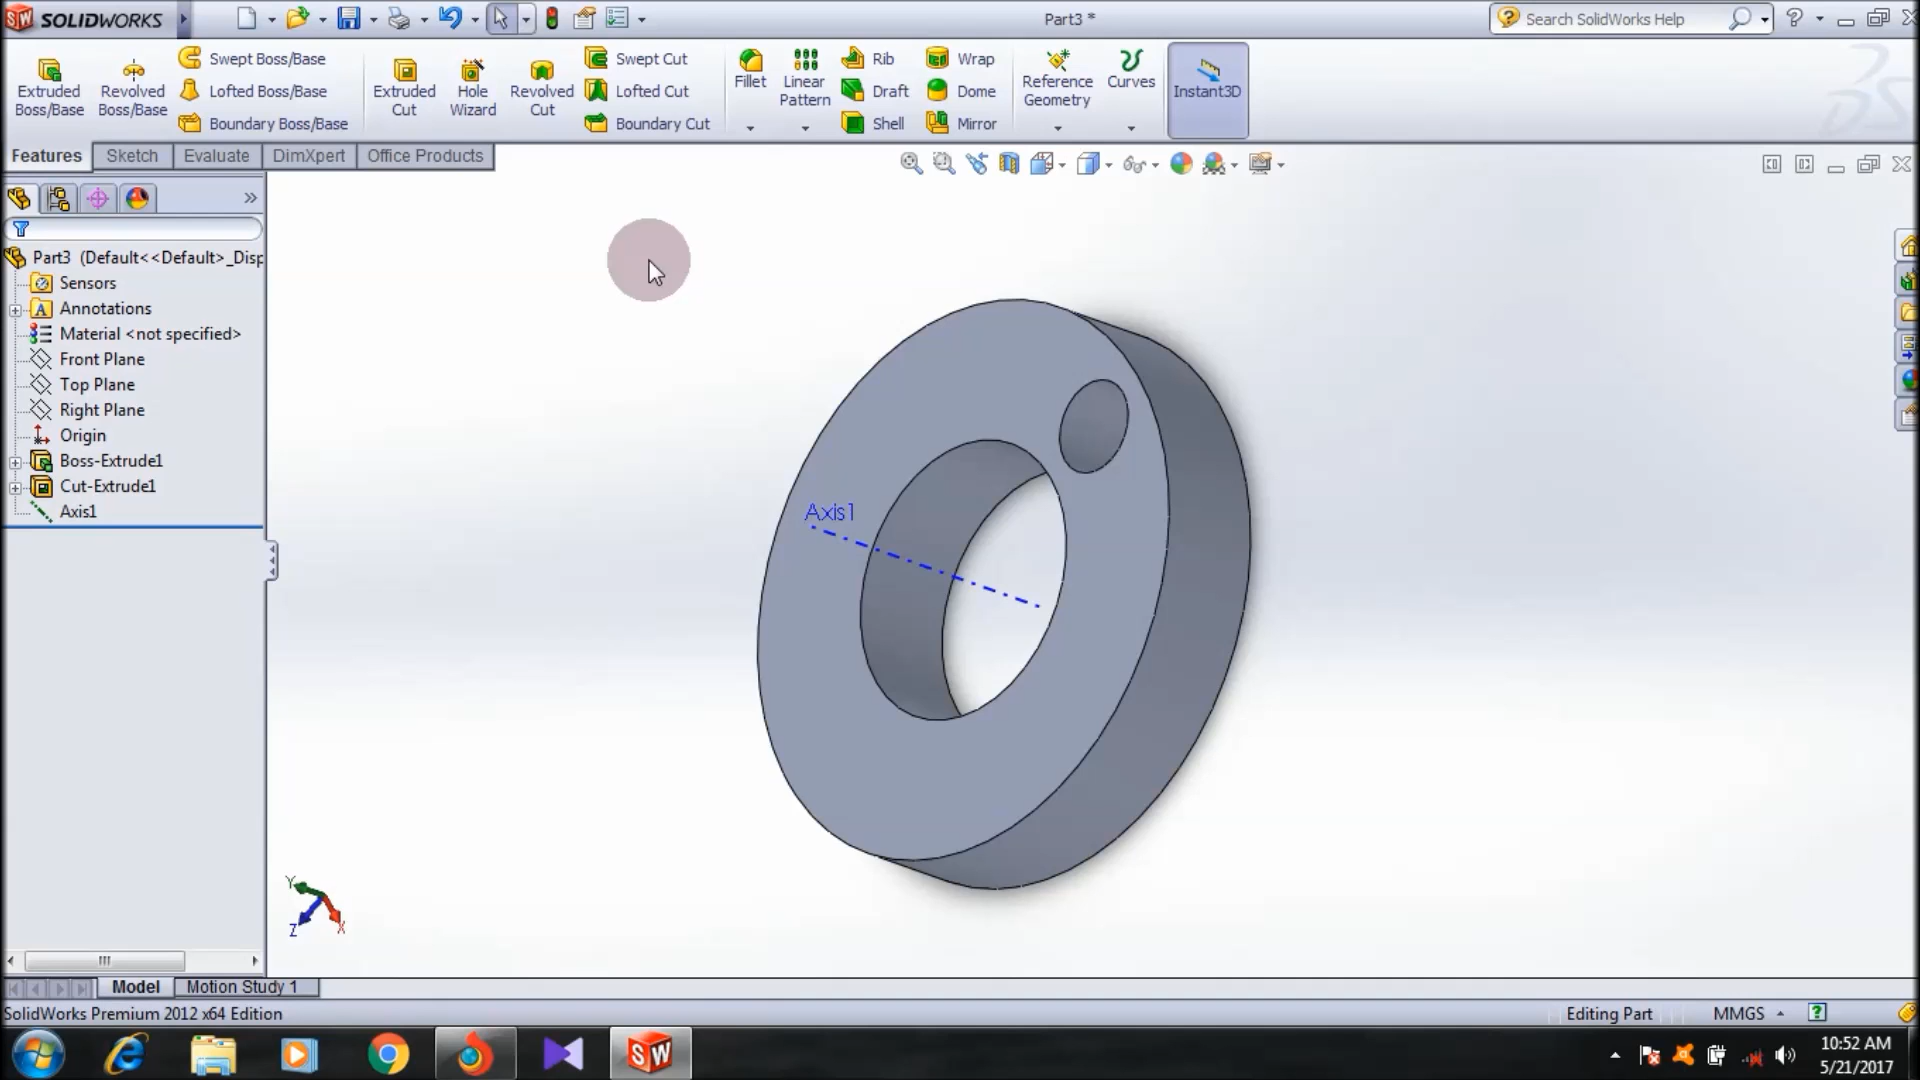 SOLIDWORKS
Part3 *
Search SolidWorks Help
Extruded
Boss/Base
Revolved
Boss/Base
Swept Boss/Base
Lofted Boss/Base
Boundary Boss/Base
Extruded
Cut
Hole
Wizard
Revolved
Cut
Swept Cut
Lofted Cut
Boundary Cut
Fillet
Linear
Pattern
Rib
Draft
Shell
Wrap
Dome
Mirror
Reference
Geometry
Curves
Instant3D
Features
Sketch
Evaluate
DimXpert
Office Products
Part3 (Default<<Default>_Disp
Sensors
Annotations
Material <not specified>
Front Plane
Top Plane
Right Plane
Origin
Boss-Extrude1
Cut-Extrude1
Axis1
Axis1
Y
Z
X
Model
Motion Study 1
SolidWorks Premium 2012 x64 Edition
Editing Part
MMGS
SW
10:52 AM
5/21/2017